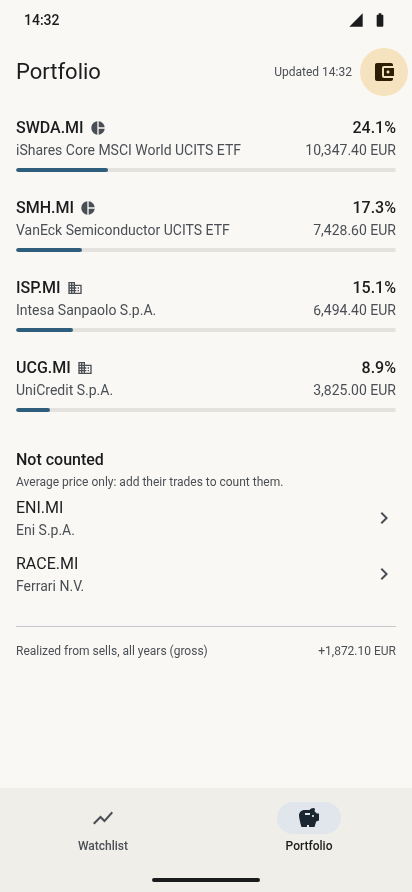 14:32
Portfolio
Updated 14:32
SWDA.MI 24.1%
iShares Core MSCI World UCITS ETF 10,347.40 EUR
SMH.MI 17.3%
VanEck Semiconductor UCITS ETF 7,428.60 EUR
ISP.MI 15.1%
Intesa Sanpaolo S.p.A. 6,494.40 EUR
UCG.MI 8.9%
UniCredit S.p.A. 3,825.00 EUR
Not counted
Average price only: add their trades to count them.
ENI.MI
Eni S.p.A.
RACE.MI
Ferrari N.V.
Realized from sells, all years (gross) +1,872.10 EUR
Watchlist Portfolio